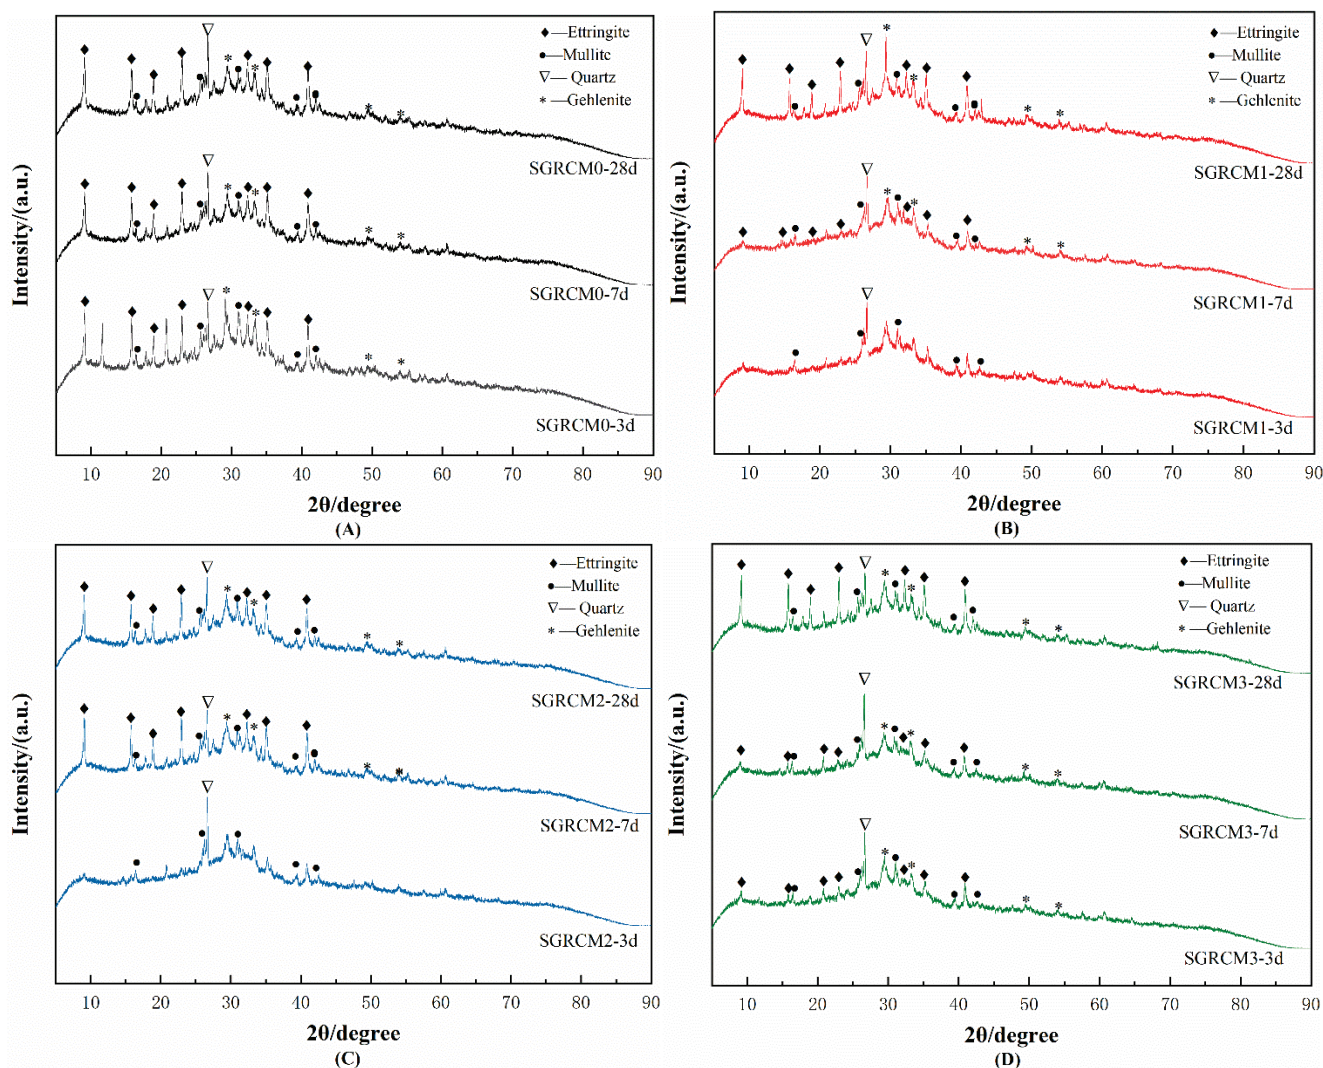 ◆—Ettringite
●—Mullite
▽— Quartz
* —Gehlenite
SGRCM0-28d
SGRCM0-7d
SGRCM0-3d
Intensity/(a.u.)
10 20 30 40 50 60 70 80 90
2θ/degree
(A)
◆ —Ettringite
● —Mullite
▽ —Quartz
* —Gehlenite
SGRCM1-28d
SGRCM1-7d
SGRCM1-3d
Intensity/(a.u.)
10 20 30 40 50 60 70 80 90
2θ/degree
(B)
◆—Ettringite
●—Mullite
▽— Quartz
* —Gehlenite
SGRCM2-28d
SGRCM2-7d
SGRCM2-3d
Intensity/(a.u.)
10 20 30 40 50 60 70 80 90
2θ/degree
(C)
◆—Ettringite
●—Mullite
▽— Quartz
* —Gehlenite
SGRCM3-28d
SGRCM3-7d
SGRCM3-3d
Intensity/(a.u.)
10 20 30 40 50 60 70 80 90
2θ/degree
(D)